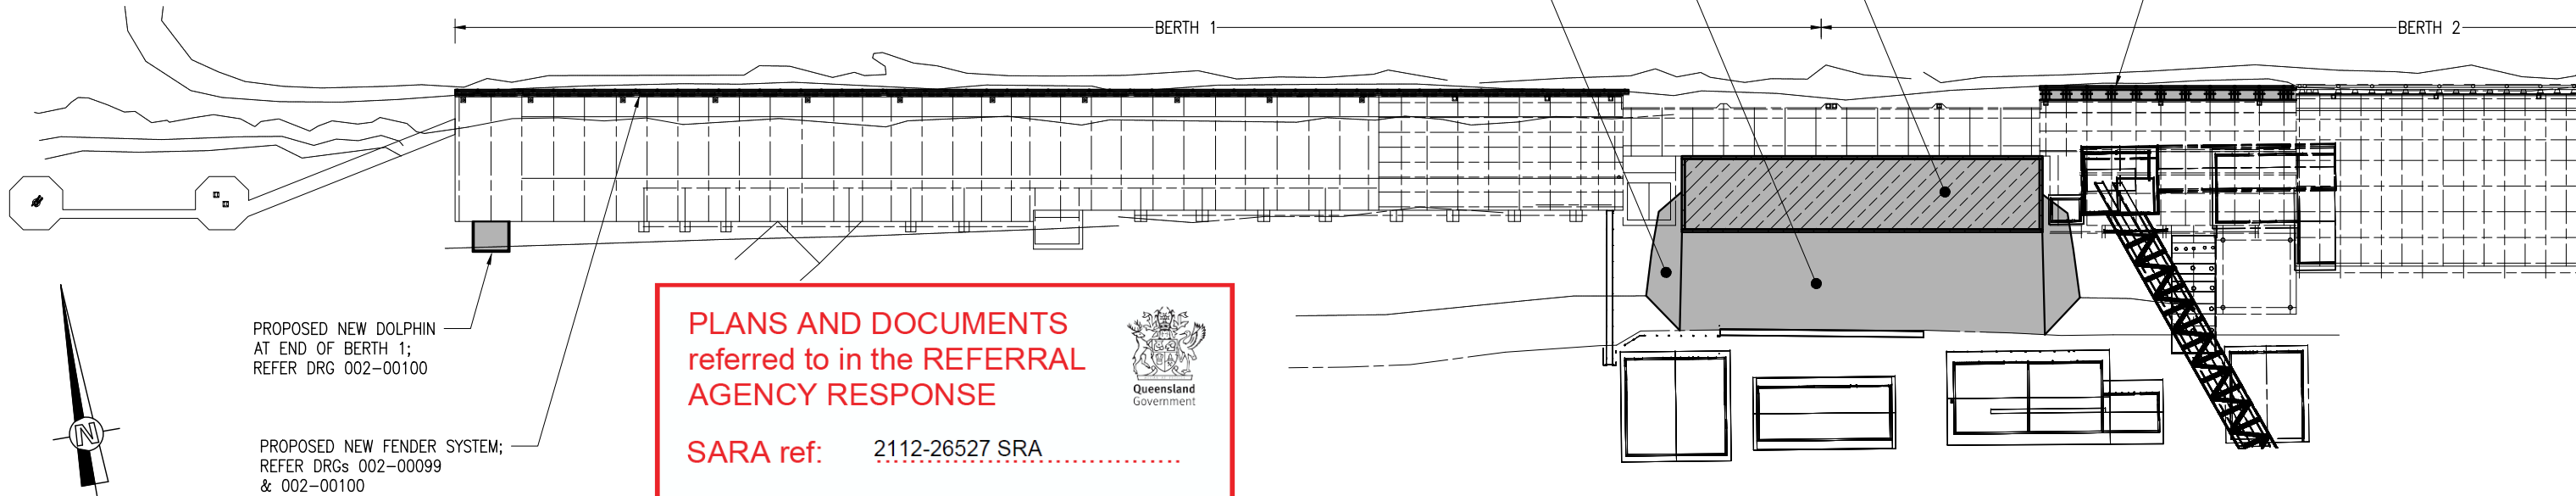 BERTH 1
BERTH 2
PROPOSED NEW DOLPHIN
AT END OF BERTH 1;
REFER DRG 002-00100
PROPOSED NEW FENDER SYSTEM;
REFER DRGs 002-00099
& 002-00100
N
PLANS AND DOCUMENTS
referred to in the REFERRAL
AGENCY RESPONSE
Queensland
Government
SARA ref: 2112-26527 SRA